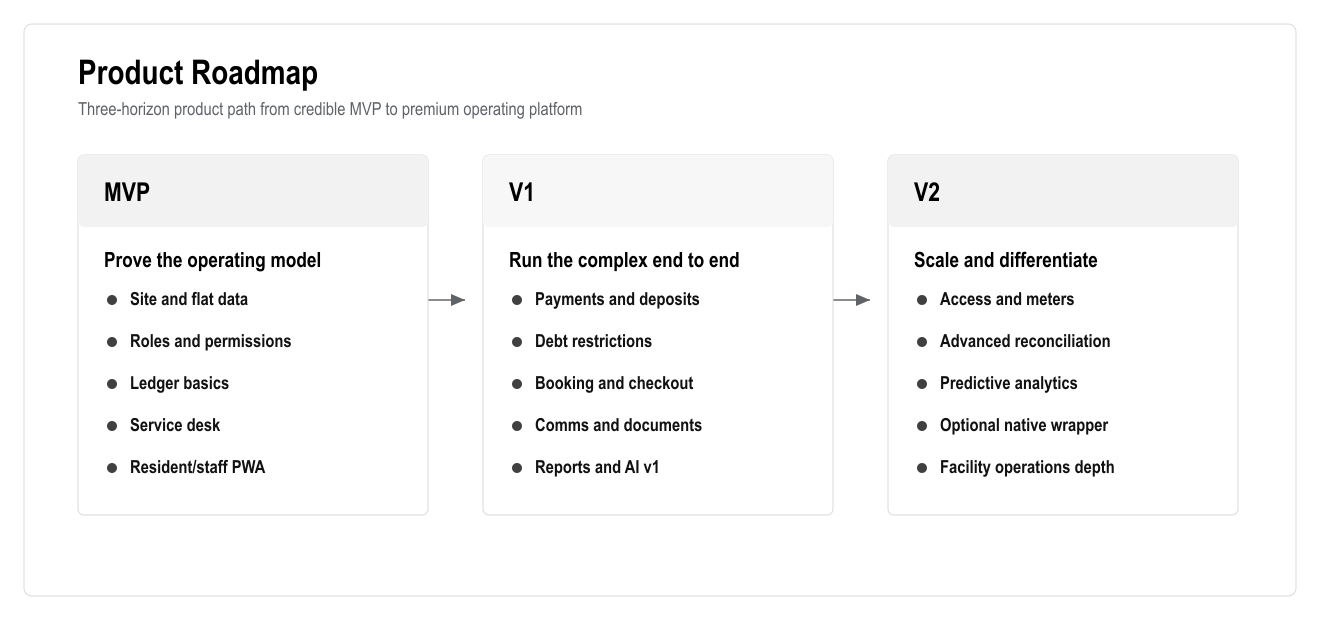 Product Roadmap
Three-horizon product path from credible MVP to premium operating platform
MVP
Prove the operating model
Site and flat data
Roles and permissions
Ledger basics
Service desk
Resident/staff PWA
V1
Run the complex end to end
Payments and deposits
Debt restrictions
Booking and checkout
Comms and documents
Reports and AI v1
V2
Scale and differentiate
Access and meters
Advanced reconciliation
Predictive analytics
Optional native wrapper
Facility operations depth